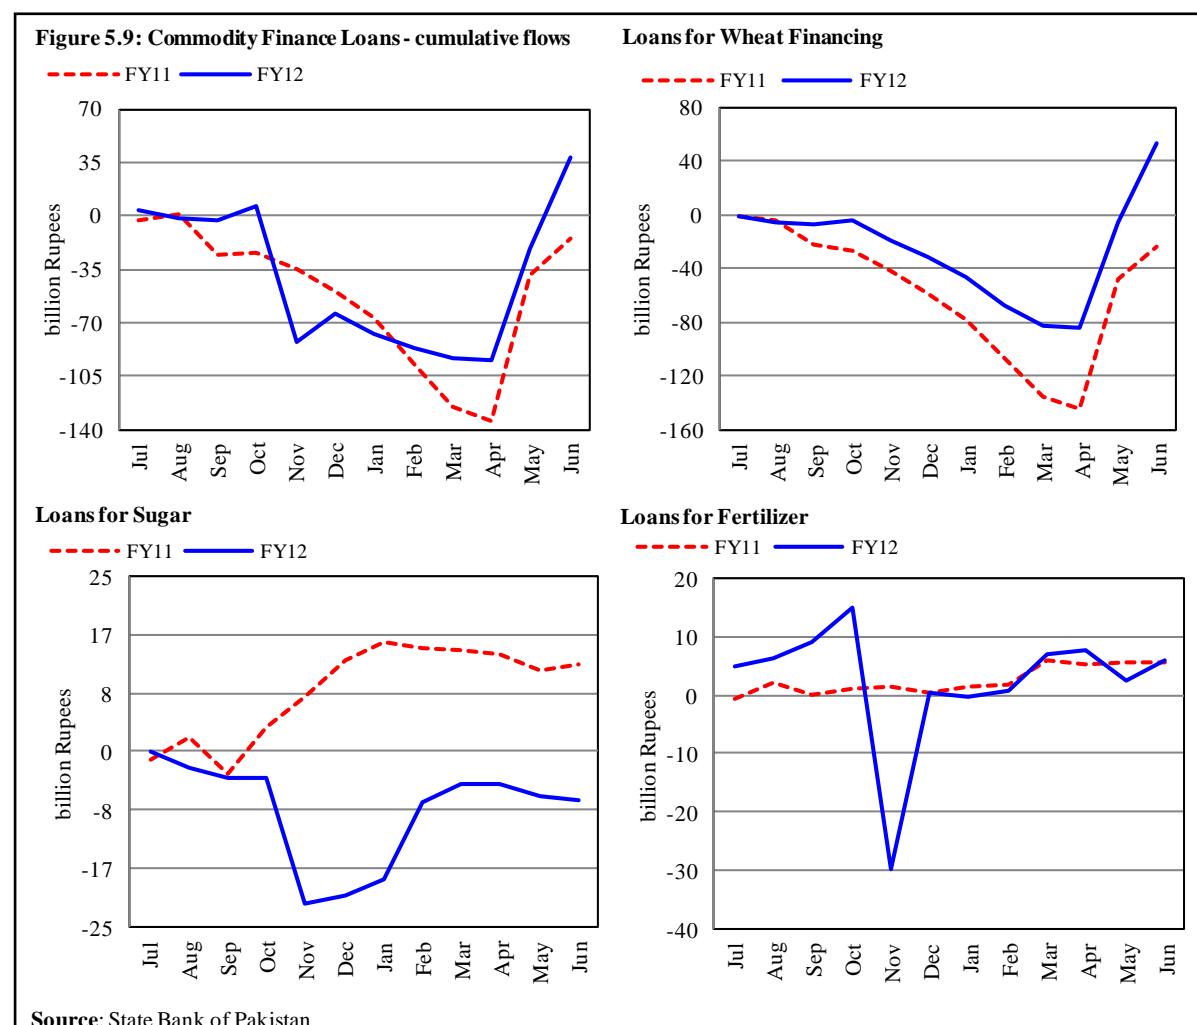 Figure 5.9: Commodity Finance Loans - cumulative flows
FY11 FY12
70
35
0
-35
-70
-105
-140
billion Rupees
Jul Aug Sep Oct Nov Dec Jan Feb Mar Apr May Jun
Loans for Wheat Financing
FY11 FY12
80
40
0
-40
-80
-120
-160
billion Rupees
Jul Aug Sep Oct Nov Dec Jan Feb Mar Apr May Jun
Loans for Sugar
FY11 FY12
25
17
8
0
-8
-17
-25
billion Rupees
Jul Aug Sep Oct Nov Dec Jan Feb Mar Apr May Jun
Loans for Fertilizer
FY11 FY12
20
10
0
-10
-20
-30
-40
billion Rupees
Jul Aug Sep Oct Nov Dec Jan Feb Mar Apr May Jun
Source: State Bank of Pakistan